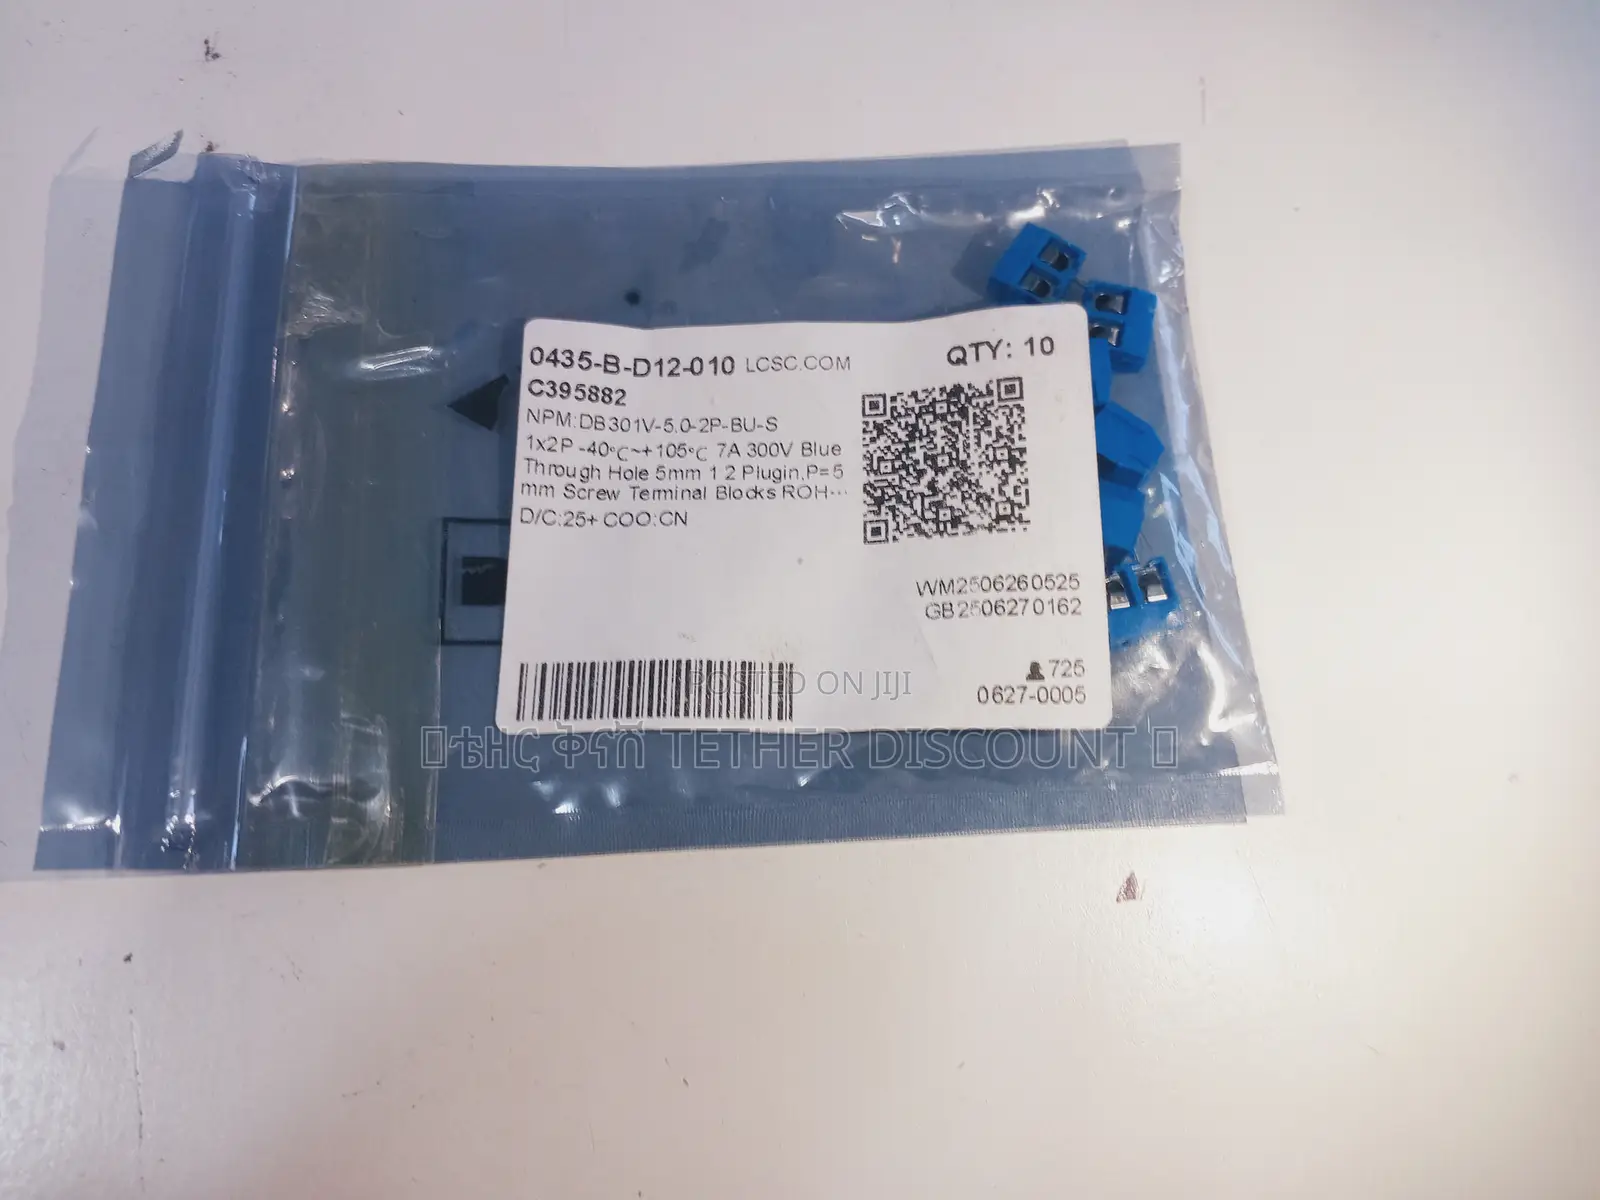 0435-B-D12-010 LCSC.COM
QTY: 10
C395882
NPM:DB301V-5.0-2P-BU-S
1x2P -40℃~+105℃ 7A 300V Blue
Through Hole 5mm 1 2 Plugin,P=5
mm Screw Terminal Blocks ROH...
D/C:25+ COO:CN
WM2506260525
GB2506270162
725
0627-0005
POSTED ON JIJI
TETHER DISCOUNT